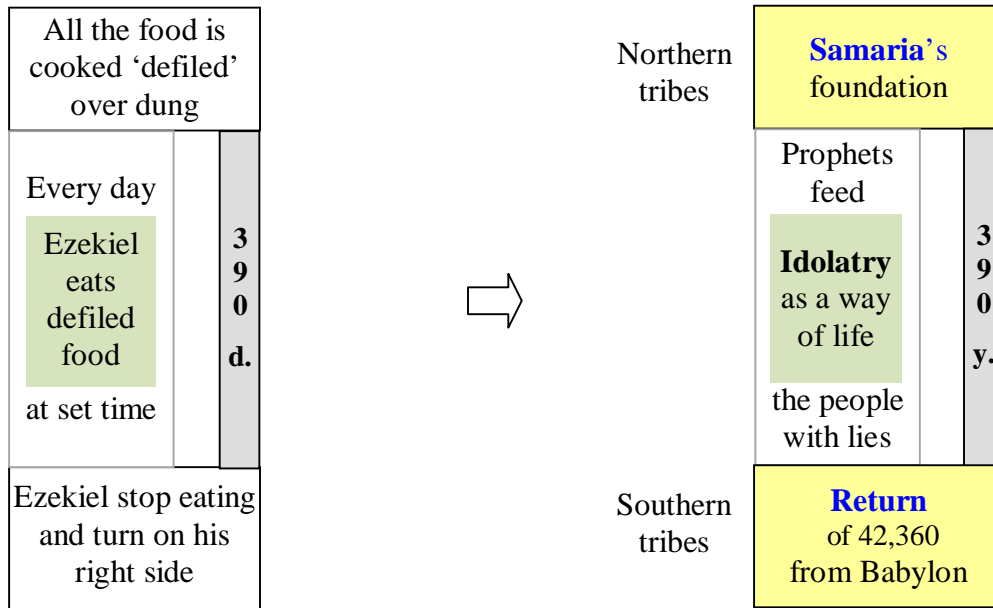 All the food is
cooked ‘defiled’
over dung
Every day
Ezekiel
eats
defiled
food
at set time
3
9
0
d.
Ezekiel stop eating
and turn on his
right side
Northern
tribes
Samaria’s
foundation
Prophets
feed
Idolatry
as a way
of life
the people
with lies
3
9
0
y.
Southern
tribes
Return
of 42,360
from Babylon